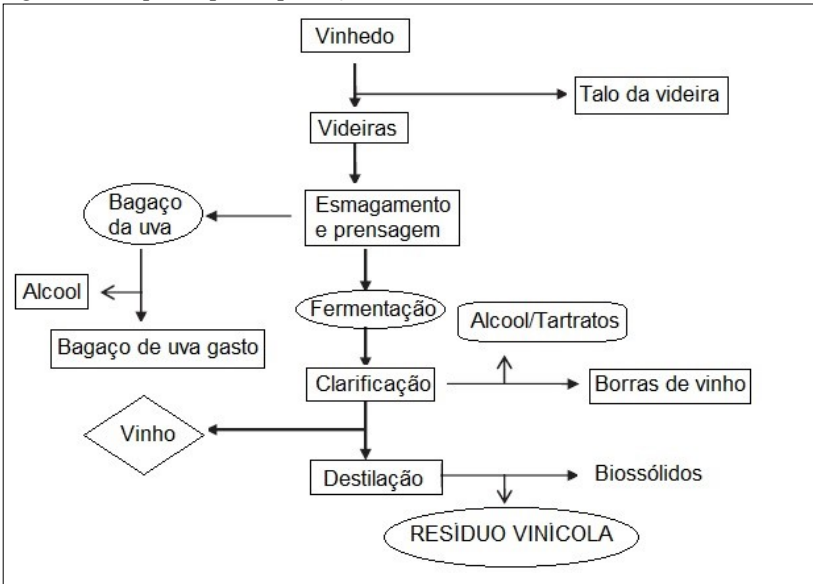 Vinhedo
Talo da videira
Videiras
Bagaço
da uva
Esmagamento
e prensagem
Alcool
Fermentação
Alcool/Tartratos
Bagaço de uva gasto
Clarificação
Borras de vinho
Vinho
Destilação
Biossólidos
RESÍDUO VINÍCOLA